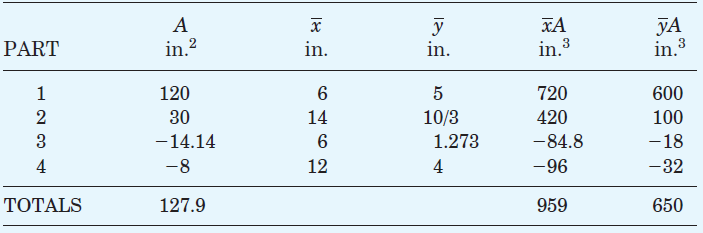 A x̅ y̅ x̅A y̅A
PART in.² in. in. in.³ in.³
1 120 6 5 720 600
2 30 14 10/3 420 100
3 −14.14 6 1.273 −84.8 −18
4 −8 12 4 −96 −32
TOTALS 127.9 959 650